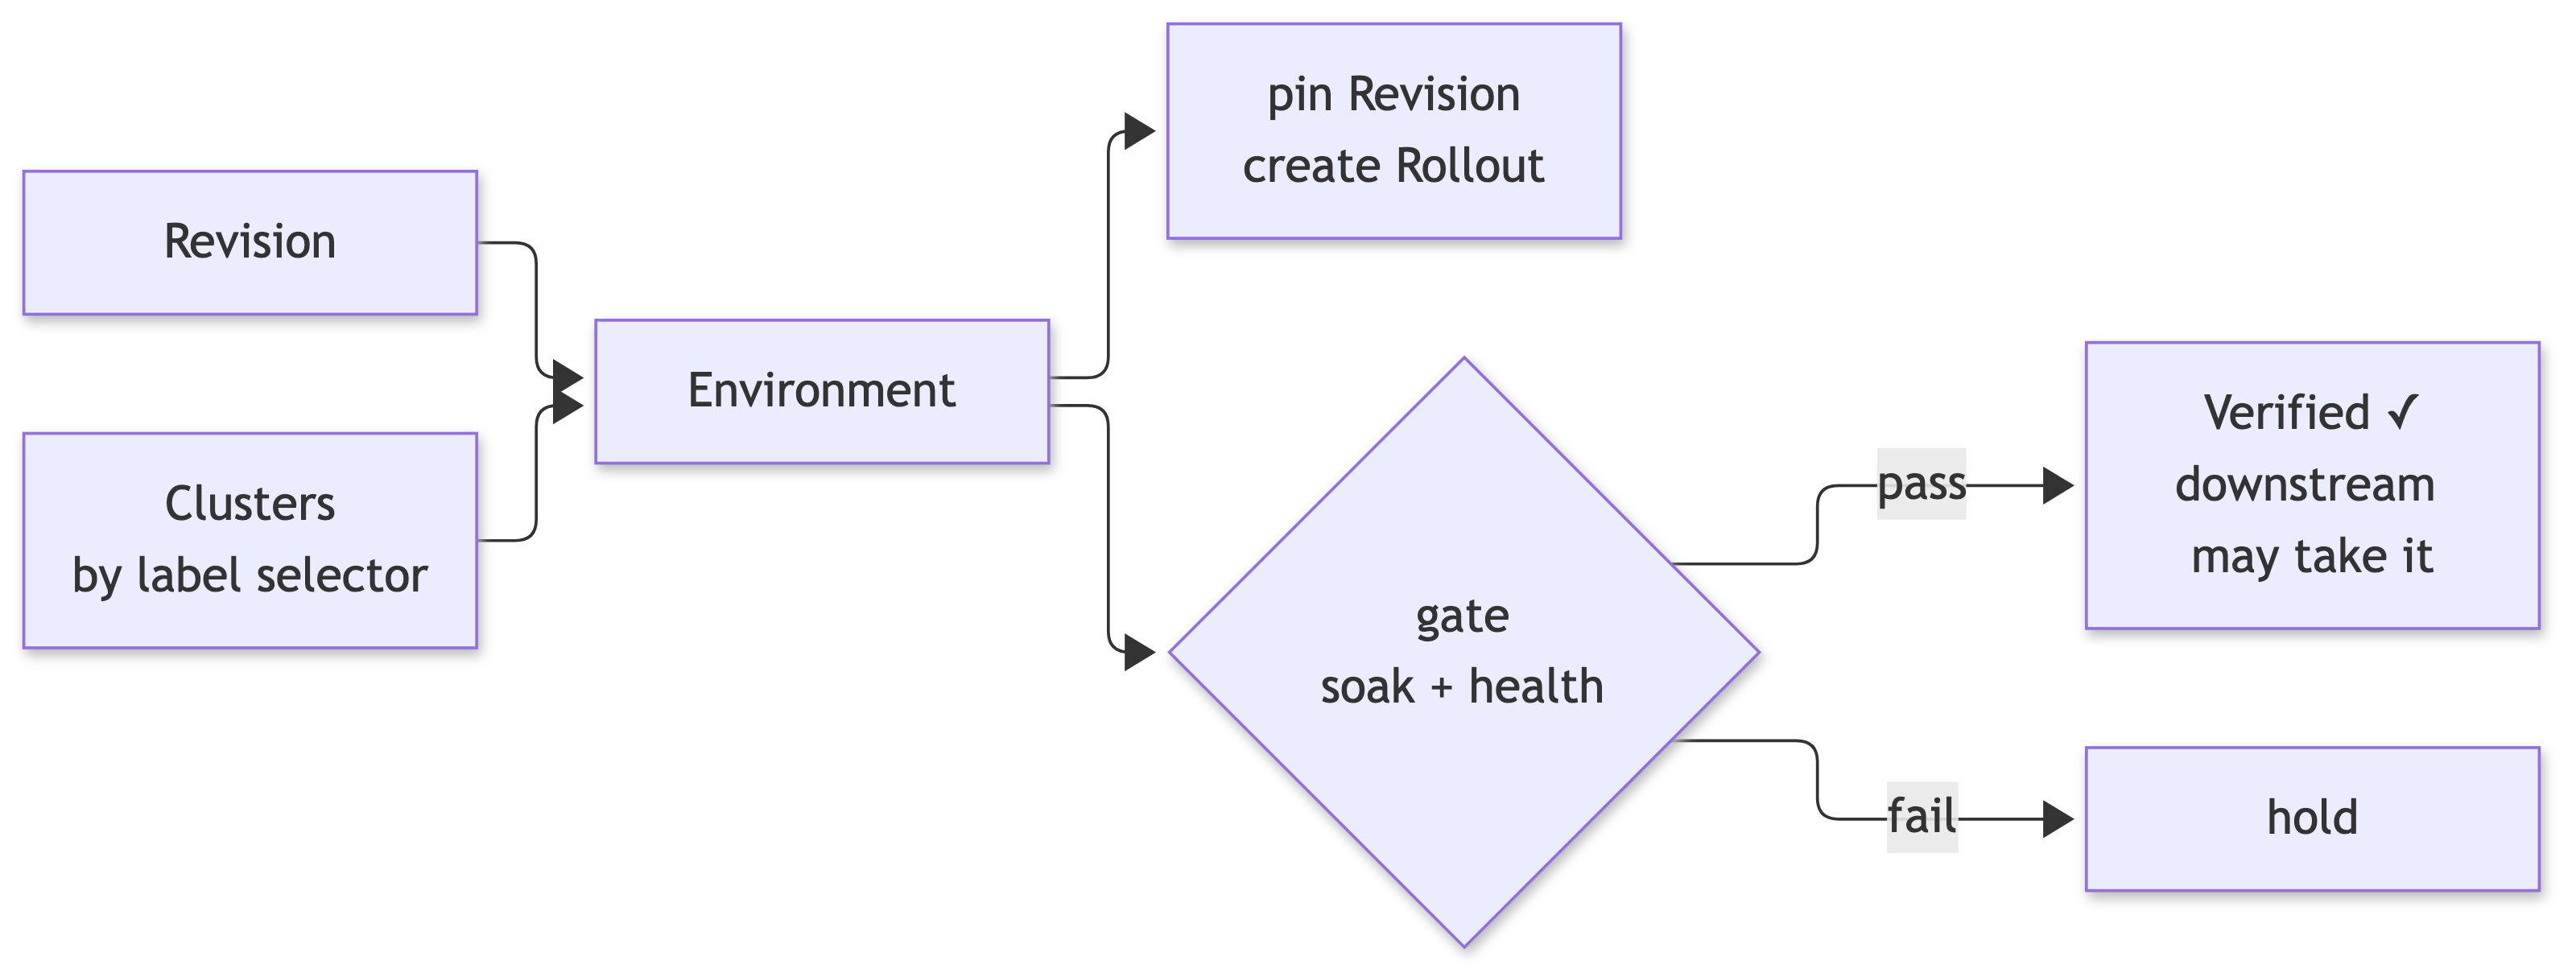 Revision
Clusters
by label selector
Environment
pin Revision
create Rollout
gate
soak + health
pass
fail
Verified ✓
downstream
may take it
hold